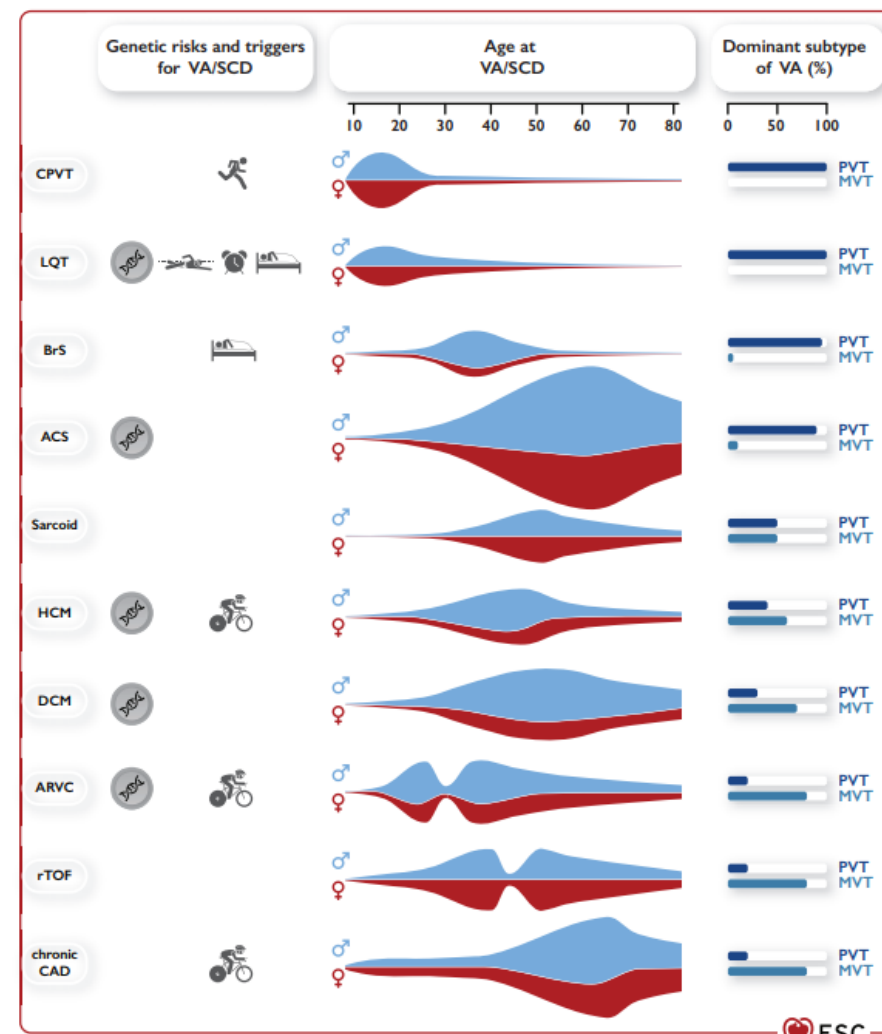 Genetic risks and triggers
for VA/SCD
Age at
VA/SCD
Dominant subtype
of VA (%)
10 20 30 40 50 60 70 80
0 50 100
CPVT
♂
♀
PVT
MVT
LQT
♂
♀
PVT
MVT
BrS
♂
♀
PVT
MVT
ACS
♂
♀
PVT
MVT
Sarcoid
♂
♀
PVT
MVT
HCM
♂
♀
PVT
MVT
DCM
♂
♀
PVT
MVT
ARVC
♂
♀
PVT
MVT
rTOF
♂
♀
PVT
MVT
chronic
CAD
♂
♀
PVT
MVT
ESC